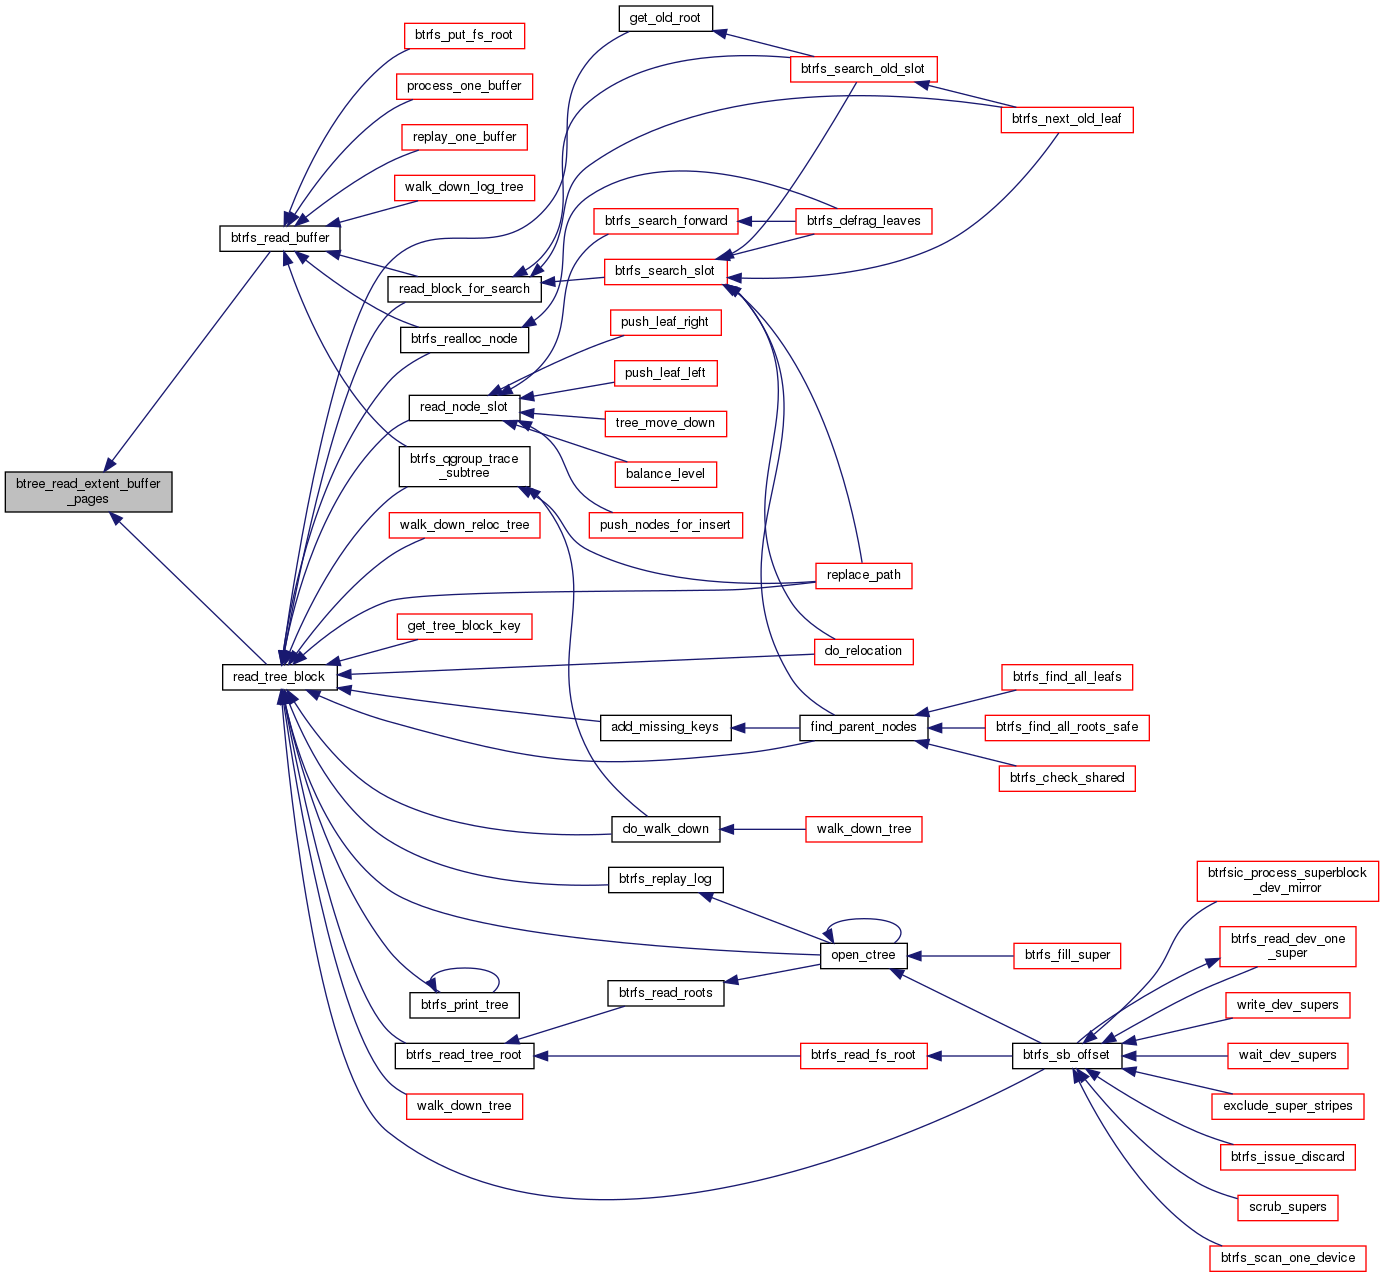 get_old_root
btrfs_put_fs_root
btrfs_search_old_slot
process_one_buffer
btrfs_next_old_leaf
replay_one_buffer
walk_down_log_tree
btrfs_search_forward
btrfs_defrag_leaves
btrfs_read_buffer
btrfs_search_slot
read_block_for_search
push_leaf_right
btrfs_realloc_node
push_leaf_left
read_node_slot
tree_move_down
btrfs_qgroup_trace
_subtree
balance_level
btree_read_extent_buffer
_pages
walk_down_reloc_tree
push_nodes_for_insert
replace_path
get_tree_block_key
do_relocation
read_tree_block
btrfs_find_all_leafs
add_missing_keys
find_parent_nodes
btrfs_find_all_roots_safe
btrfs_check_shared
do_walk_down
walk_down_tree
btrfs_replay_log
btrfsic_process_superblock
_dev_mirror
open_ctree
btrfs_fill_super
btrfs_read_dev_one
_super
btrfs_print_tree
btrfs_read_roots
write_dev_supers
btrfs_read_tree_root
btrfs_read_fs_root
btrfs_sb_offset
wait_dev_supers
walk_down_tree
exclude_super_stripes
btrfs_issue_discard
scrub_supers
btrfs_scan_one_device